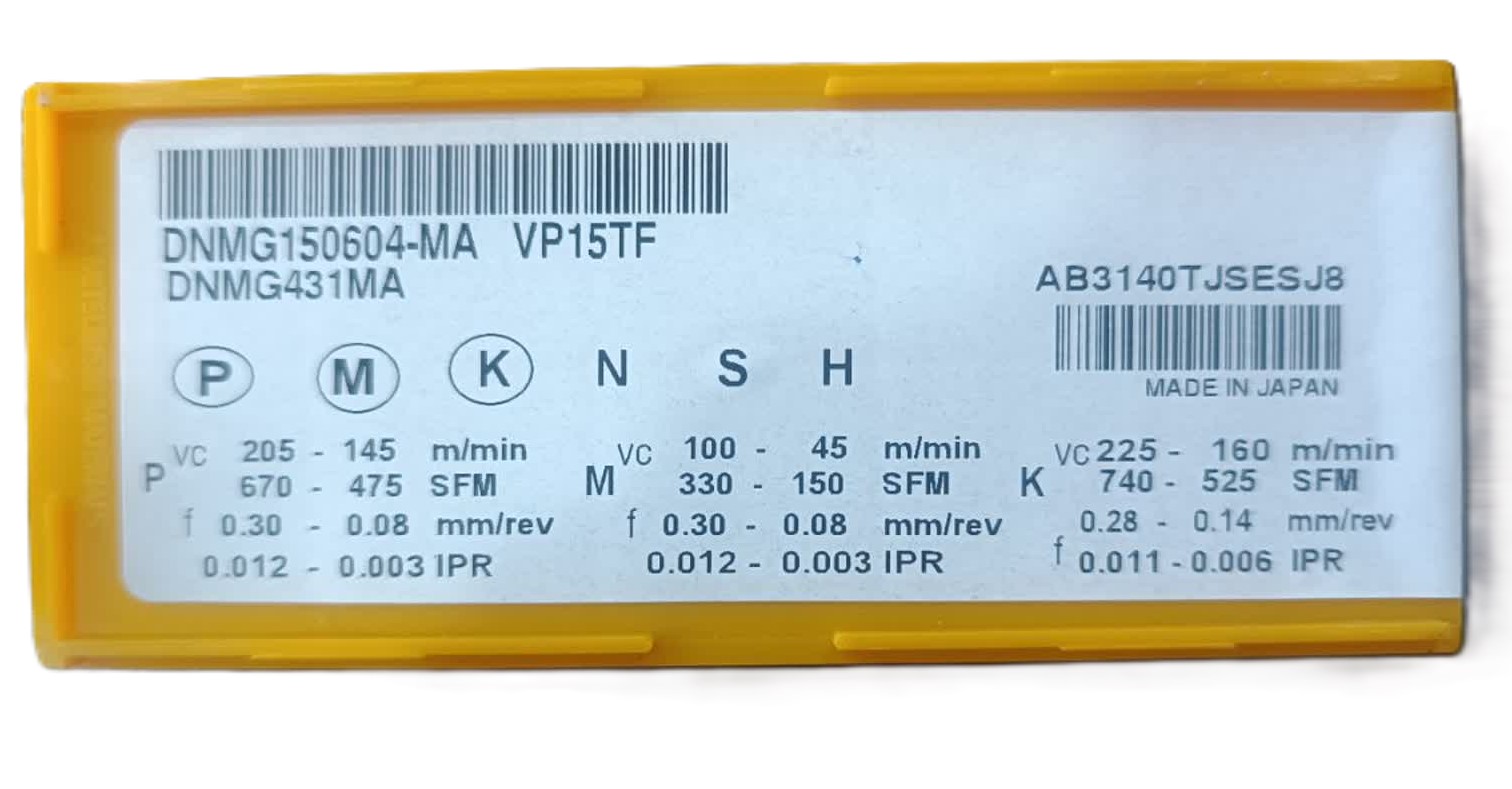 DNMG150604-MA VP15TF
DNMG431MA
AB3140TJSESJ8
MADE IN JAPAN
P M K N S H
P VC 205 - 145 m/min
670 - 475 SFM
f 0.30 - 0.08 mm/rev
0.012 - 0.003 IPR
M VC 100 - 45 m/min
330 - 150 SFM
f 0.30 - 0.08 mm/rev
0.012 - 0.003 IPR
K VC 225 - 160 m/min
740 - 525 SFM
f 0.28 - 0.14 mm/rev
0.011 - 0.006 IPR